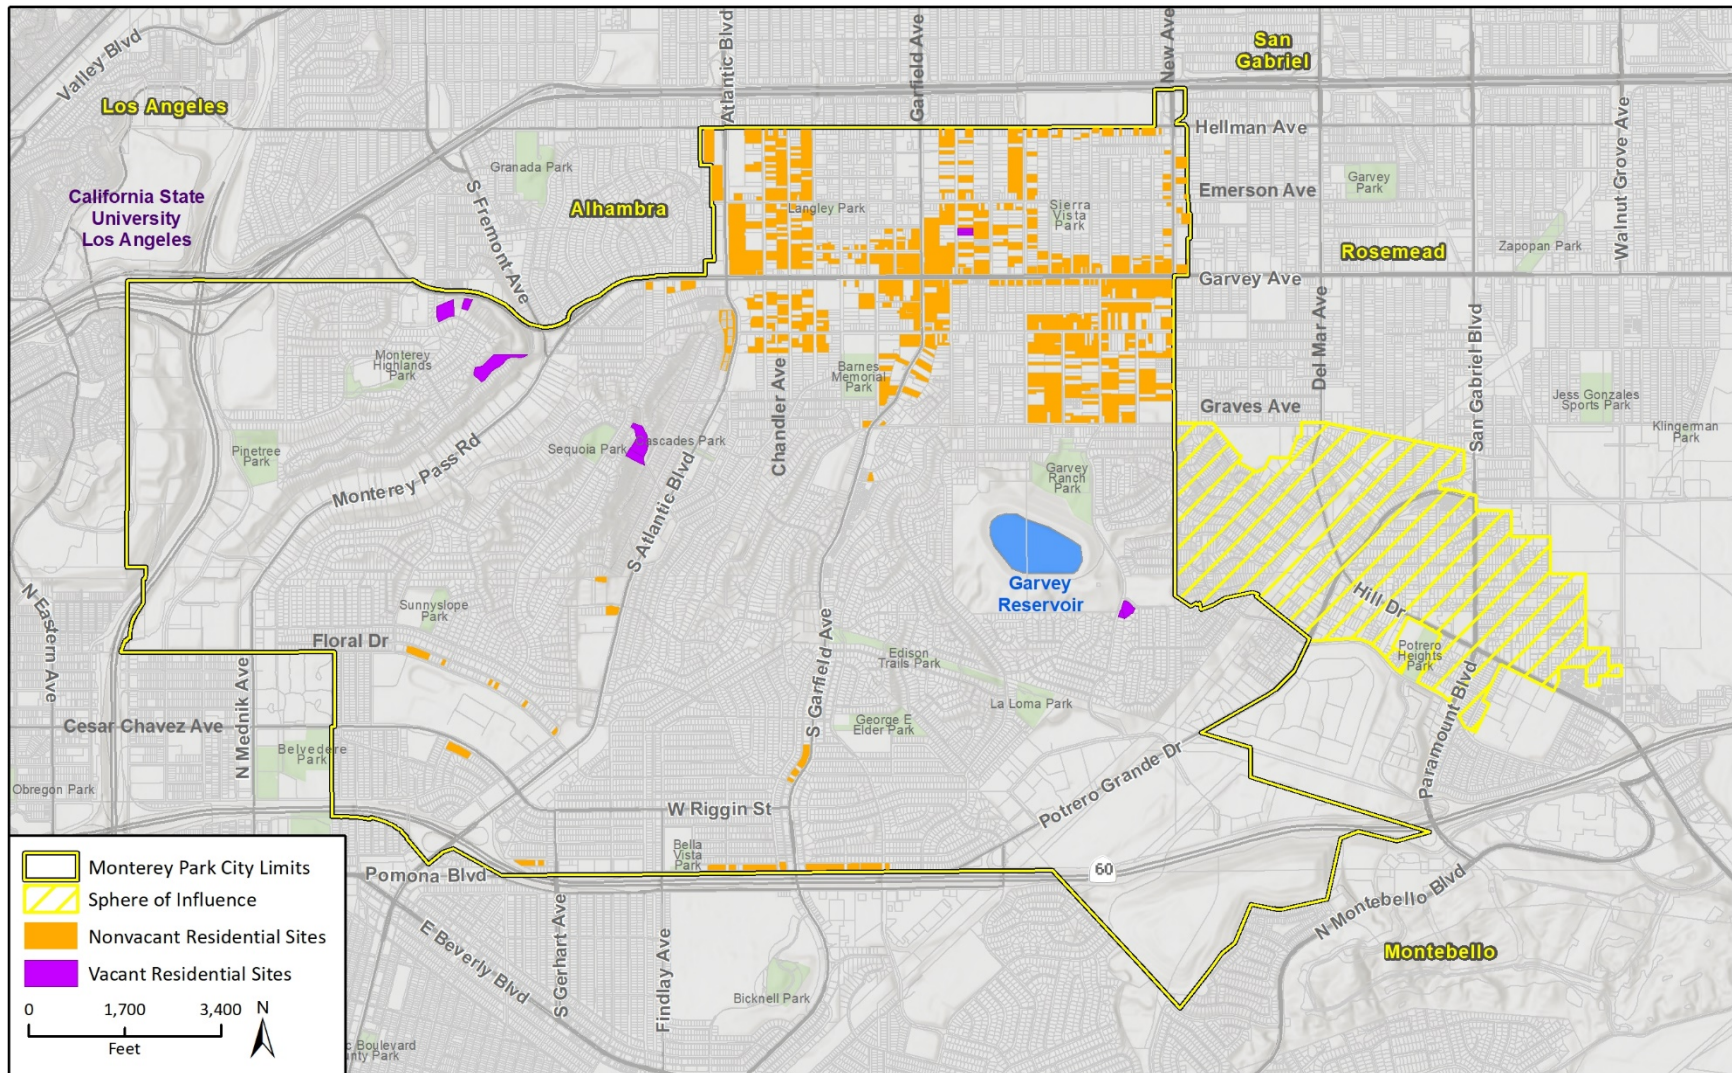 Valley Blvd
Atlantic Blvd
Garfield Ave
New Ave
San
Gabriel
Los Angeles
Walnut Grove Ave
Hellman Ave
Granada Park
Garvey
Park
Emerson Ave
California State
University
Los Angeles
S Fremont Ave
Alhambra
Langley Park
Sierra
Vista
Park
Rosemead
Zapopan Park
Garvey Ave
Del Mar Ave
San Gabriel Blvd
Monterey
Highlands
Park
Barnes
Memorial
Park
Chandler Ave
Graves Ave
Jess Gonzales
Sports Park
Klingerman
Park
Pinetree
Park
Monterey Pass Rd
Sequoia Park
Cascades Park
S Atlantic Blvd
Garvey
Ranch
Park
Garvey
Reservoir
N Eastern Ave
Sunnyslope
Park
Floral Dr
Hill Dr
Potrero
Heights
Park
Edison
Trails Park
S Garfield Ave
La Loma Park
George E
Elder Park
Cesar Chavez Ave
N Mednik Ave
Belvedere
Park
Obregon Park
Paramount Blvd
Potrero Grande Dr
W Riggin St
Bella
Vista
Park
60
Pomona Blvd
E Beverly Blvd
S Gerhart Ave
Findlay Ave
Bicknell Park
N Montebello Blvd
Montebello
c Boulevard
unty Park
Monterey Park City Limits
Sphere of Influence
Nonvacant Residential Sites
Vacant Residential Sites
0
1,700
3,400
N
Feet